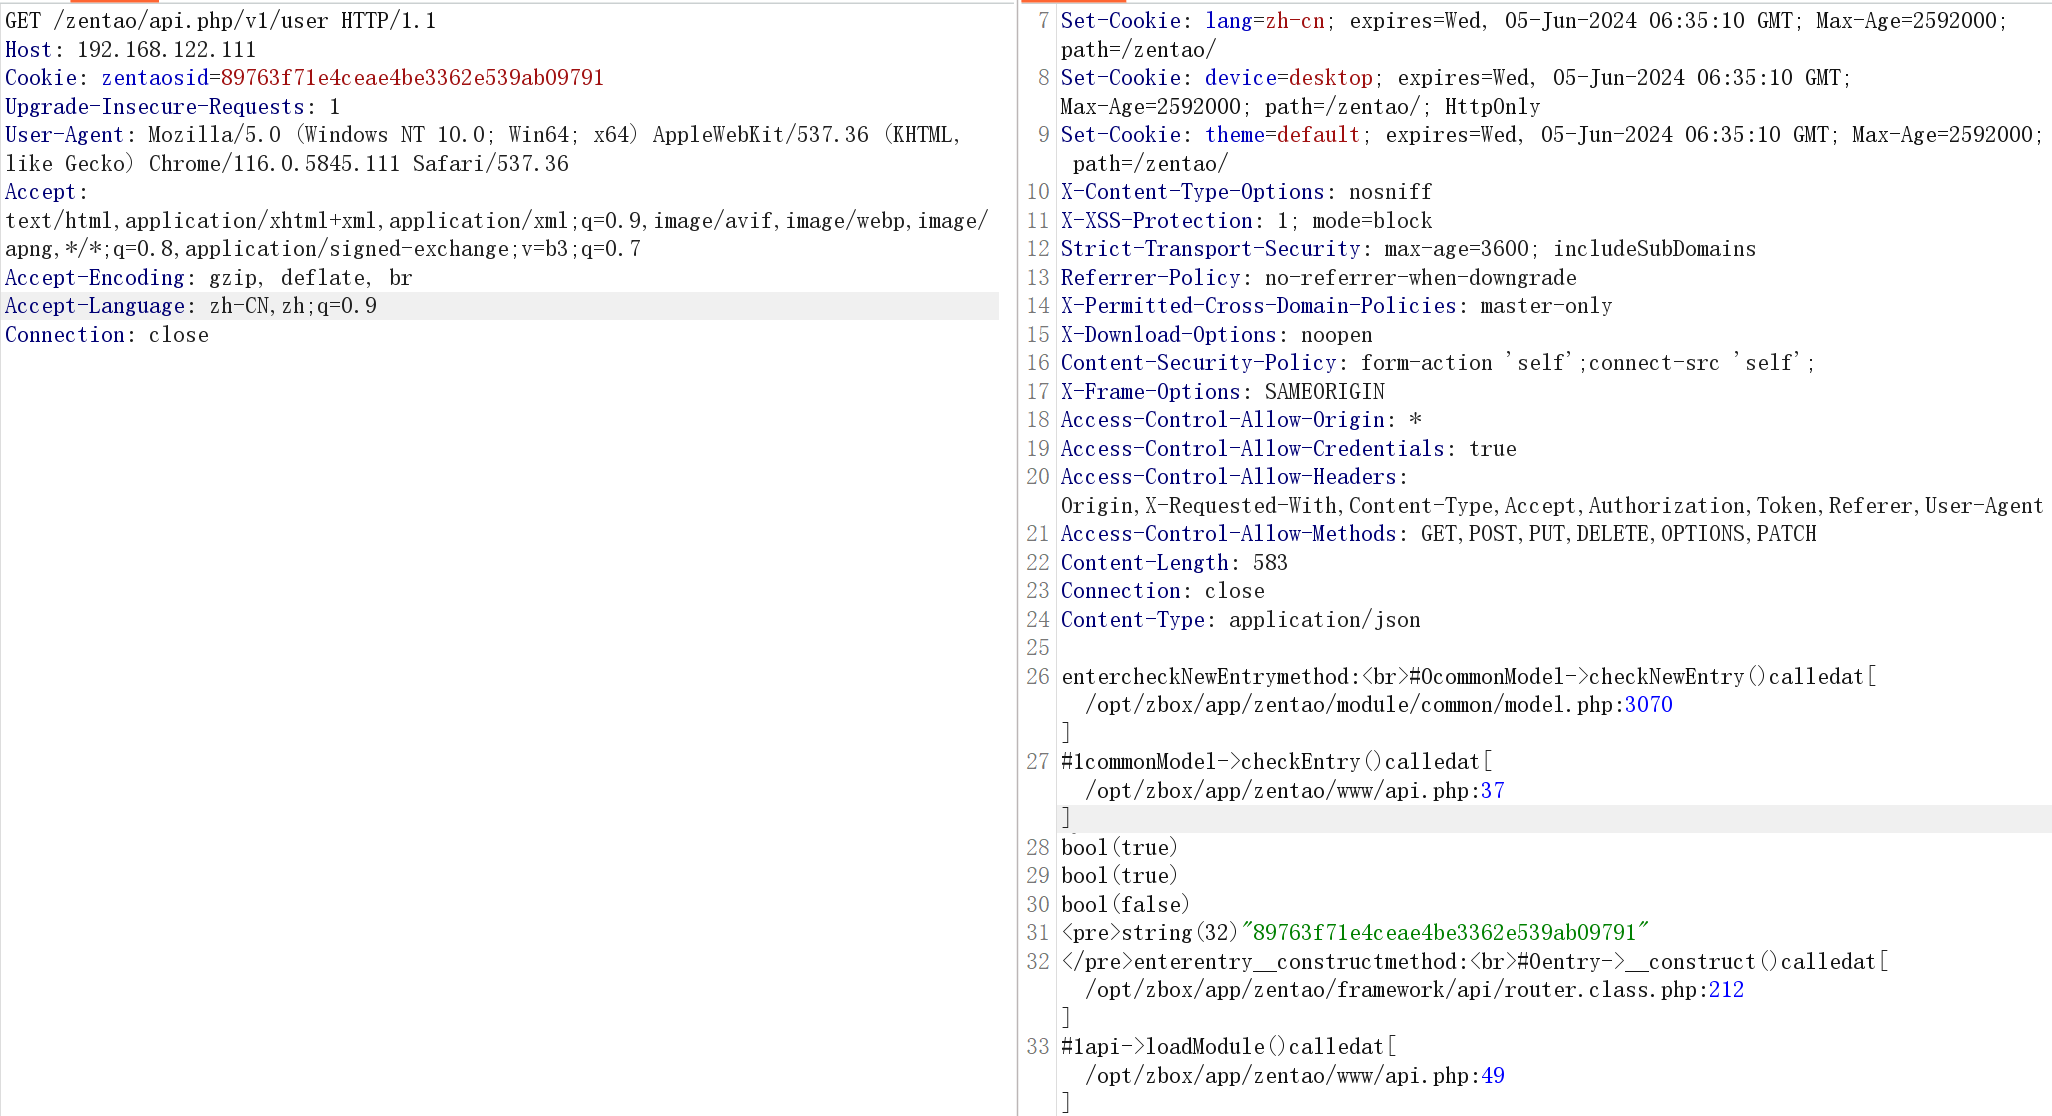 GET /zentao/api.php/v1/user HTTP/1.1
Host: 192.168.122.111
Cookie: zentaosid=89763f71e4ceae4be3362e539ab09791
Upgrade-Insecure-Requests: 1
User-Agent: Mozilla/5.0 (Windows NT 10.0; Win64; x64) AppleWebKit/537.36 (KHTML,
like Gecko) Chrome/116.0.5845.111 Safari/537.36
Accept:
text/html,application/xhtml+xml,application/xml;q=0.9,image/avif,image/webp,image/
apng,*/*;q=0.8,application/signed-exchange;v=b3;q=0.7
Accept-Encoding: gzip, deflate, br
Accept-Language: zh-CN,zh;q=0.9
Connection: close
7 Set-Cookie: lang=zh-cn; expires=Wed, 05-Jun-2024 06:35:10 GMT; Max-Age=2592000;
path=/zentao/
8 Set-Cookie: device=desktop; expires=Wed, 05-Jun-2024 06:35:10 GMT;
Max-Age=2592000; path=/zentao/; HttpOnly
9 Set-Cookie: theme=default; expires=Wed, 05-Jun-2024 06:35:10 GMT; Max-Age=2592000;
path=/zentao/
10 X-Content-Type-Options: nosniff
11 X-XSS-Protection: 1; mode=block
12 Strict-Transport-Security: max-age=3600; includeSubDomains
13 Referrer-Policy: no-referrer-when-downgrade
14 X-Permitted-Cross-Domain-Policies: master-only
15 X-Download-Options: noopen
16 Content-Security-Policy: form-action 'self';connect-src 'self';
17 X-Frame-Options: SAMEORIGIN
18 Access-Control-Allow-Origin: *
19 Access-Control-Allow-Credentials: true
20 Access-Control-Allow-Headers:
Origin,X-Requested-With,Content-Type,Accept,Authorization,Token,Referer,User-Agent
21 Access-Control-Allow-Methods: GET,POST,PUT,DELETE,OPTIONS,PATCH
22 Content-Length: 583
23 Connection: close
24 Content-Type: application/json
25
26 entercheckNewEntrymethod:<br>#0commonModel->checkNewEntry()calledat[
/opt/zbox/app/zentao/module/common/model.php:3070
]
27 #1commonModel->checkEntry()calledat[
/opt/zbox/app/zentao/www/api.php:37
]
28 bool(true)
29 bool(true)
30 bool(false)
31 <pre>string(32)"89763f71e4ceae4be3362e539ab09791"
32 </pre>enterentry__constructmethod:<br>#0entry->__construct()calledat[
/opt/zbox/app/zentao/framework/api/router.class.php:212
]
33 #1api->loadModule()calledat[
/opt/zbox/app/zentao/www/api.php:49
]